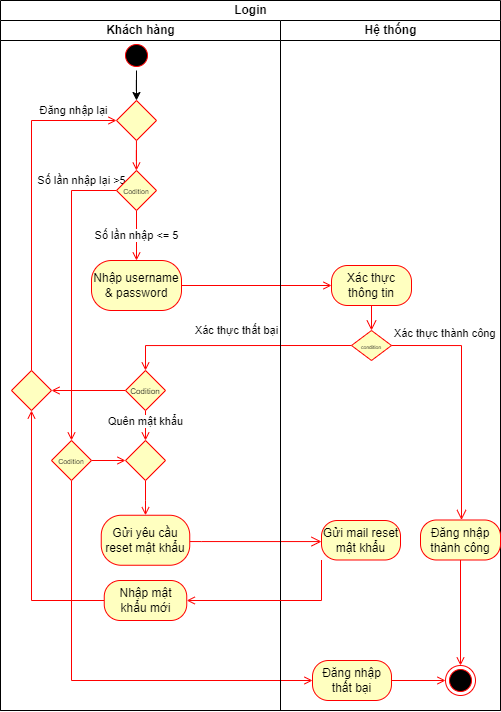 Login
Khách hàng
Hệ thống
Đăng nhập lại
Số lần nhập lại >5
Codition
Số lần nhập <= 5
Nhập username
& password
Xác thực
thông tin
Xác thực thất bại
Xác thực thành công
condition
Codition
Quên mật khẩu
Codition
Gửi yêu cầu
reset mật khẩu
Gửi mail reset
mật khẩu
Đăng nhập
thành công
Nhập mật
khẩu mới
Đăng nhập
thất bại